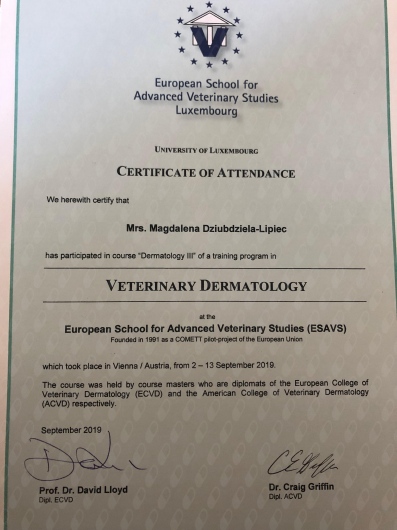 European School for
Advanced Veterinary Studies
Luxembourg
UNIVERSITY OF LUXEMBOURG
CERTIFICATE OF ATTENDANCE
We herewith certify that
Mrs. Magdalena Dziubdziela-Lipiec
has participated in course "Dermatology III" of a training program in
VETERINARY DERMATOLOGY
at the
European School for Advanced Veterinary Studies (ESAVS)
Founded in 1991 as a COMETT pilot-project of the European Union
which took place in Vienna / Austria, from 2 – 13 September 2019.
The course was held by course masters who are diplomats of the European College of
Veterinary Dermatology (ECVD) and the American College of Veterinary Dermatology
(ACVD) respectively.
September 2019
Prof. Dr. David Lloyd
Dipl. ECVD
Dr. Craig Griffin
Dipl. ACVD